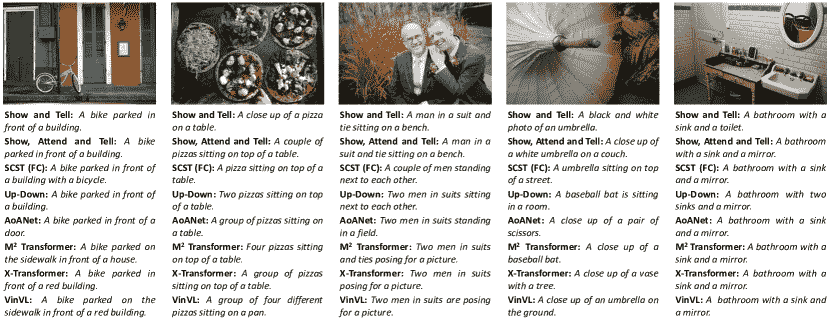 Show and Tell: A bike parked in
front of a building.
Show, Attend and Tell: A bike
parked in front of a building.
SCST (FC): A bike parked in front of
a building with a bicycle.
Up-Down: A bike parked in front of
a building.
AoANet: A bike parked in front of a
door.
M² Transformer: A bike parked on
the sidewalk in front of a house.
X-Transformer: A bike parked in
front of a red building.
VinVL: A bike parked on the
sidewalk in front of a red building.
Show and Tell: A close up of a pizza
on a table.
Show, Attend and Tell: A couple of
pizzas sitting on top of a table.
SCST (FC): A pizza sitting on top of a
table.
Up-Down: Two pizzas sitting on top
of a table.
AoANet: A group of pizzas sitting on
a table.
M² Transformer: Four pizzas sitting
on top of a table.
X-Transformer: A group of pizzas
sitting on top of a table.
VinVL: A group of four different
pizzas sitting on a pan.
Show and Tell: A man in a suit and
tie sitting on a bench.
Show, Attend and Tell: A man in a
suit and tie sitting on a bench.
SCST (FC): A couple of men standing
next to each other.
Up-Down: Two men in suits sitting
next to each other.
AoANet: Two men in suits standing
in a field.
M² Transformer: Two men in suits
and ties posing for a picture.
X-Transformer: Two men in suits
posing for a picture.
VinVL: Two men in suits are posing
for a picture.
Show and Tell: A black and white
photo of an umbrella.
Show, Attend and Tell: A close up of
a white umbrella on a couch.
SCST (FC): A umbrella sitting on top
of a street.
Up-Down: A baseball bat is sitting
in a room.
AoANet: A close up of a pair of
scissors.
M² Transformer: A close up of a
baseball bat.
X-Transformer: A close up of a vase
with a tree.
VinVL: A close up of an umbrella on
the ground.
Show and Tell: A bathroom with a
sink and a toilet.
Show, Attend and Tell: A bathroom
with a sink and a mirror.
SCST (FC): A bathroom with a sink
and a mirror.
Up-Down: A bathroom with two
sinks and a mirror.
AoANet: A bathroom with a sink
and a mirror.
M² Transformer: A bathroom with a
sink and a mirror.
X-Transformer: A bathroom with a
sink and a mirror.
VinVL: A bathroom with a sink and
a mirror.